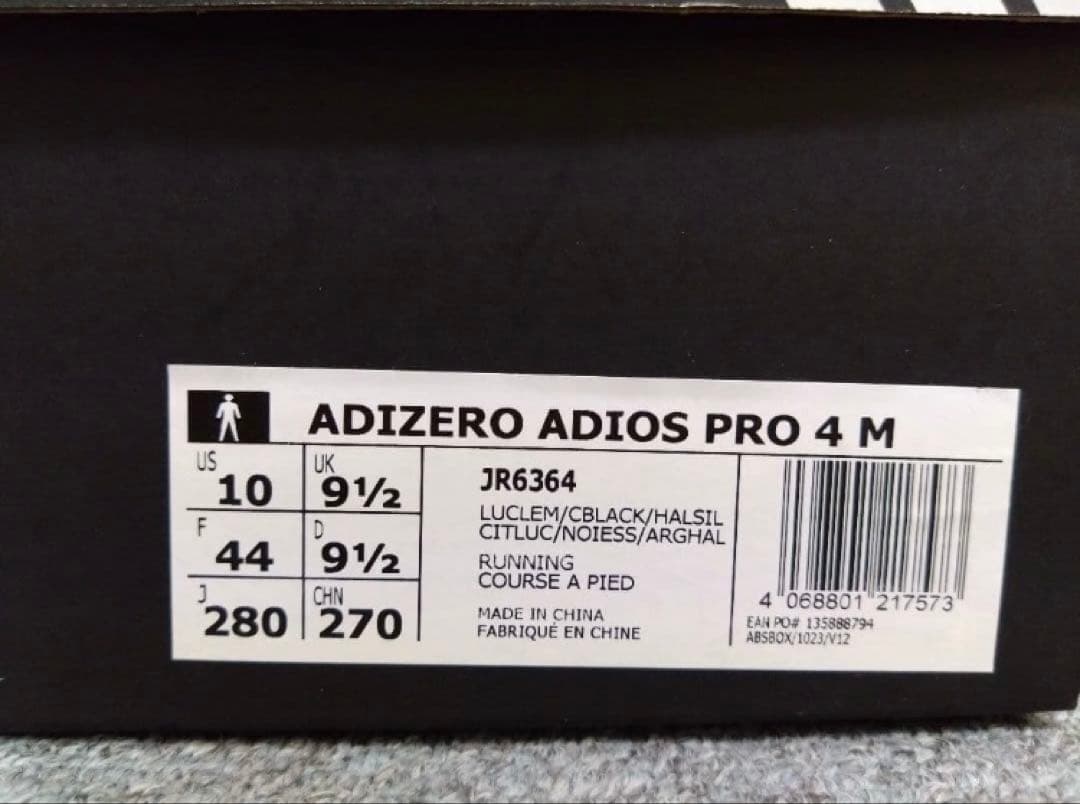 ADIZERO ADIOS PRO 4 M
US 10 UK 9½
F 44 D 9½
J 280 CHN 270
JR6364
LUCLEM/CBLACK/HALSIL
CITLUC/NOIESS/ARGHAL
RUNNING
COURSE A PIED
MADE IN CHINA
FABRIQUÉ EN CHINE
4 068801 217573
EAN PO# 135888794
ABSBOX/1023/V12